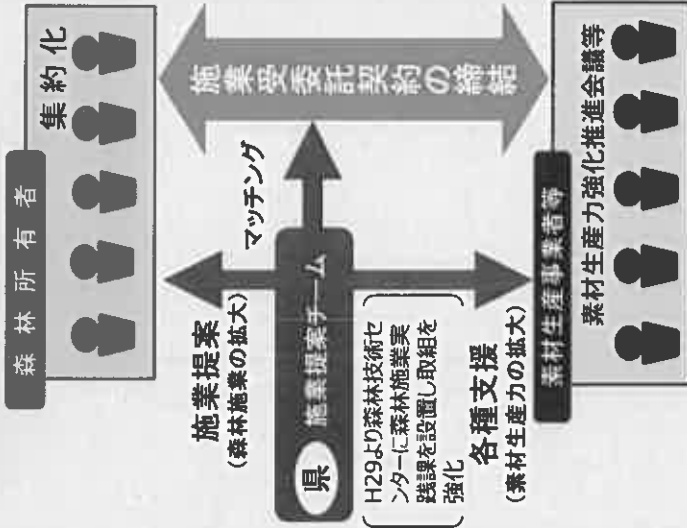 森林所有者
集約化
施業提案
(森林施業の拡大)
マッチング
施業受委託契約の締結
県
施業提案チーム
H29より森林技術セ
ンターに森林施業実
践課を設置し取組を
強化
各種支援
(素材生産力の拡大)
素材生産事業者等
素材生産力強化推進会議等